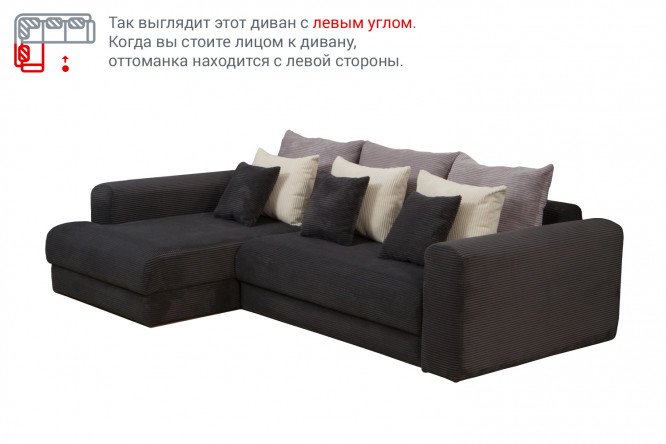 Так выглядит этот диван с левым углом.
Когда вы стоите лицом к дивану,
оттоманка находится с левой стороны.